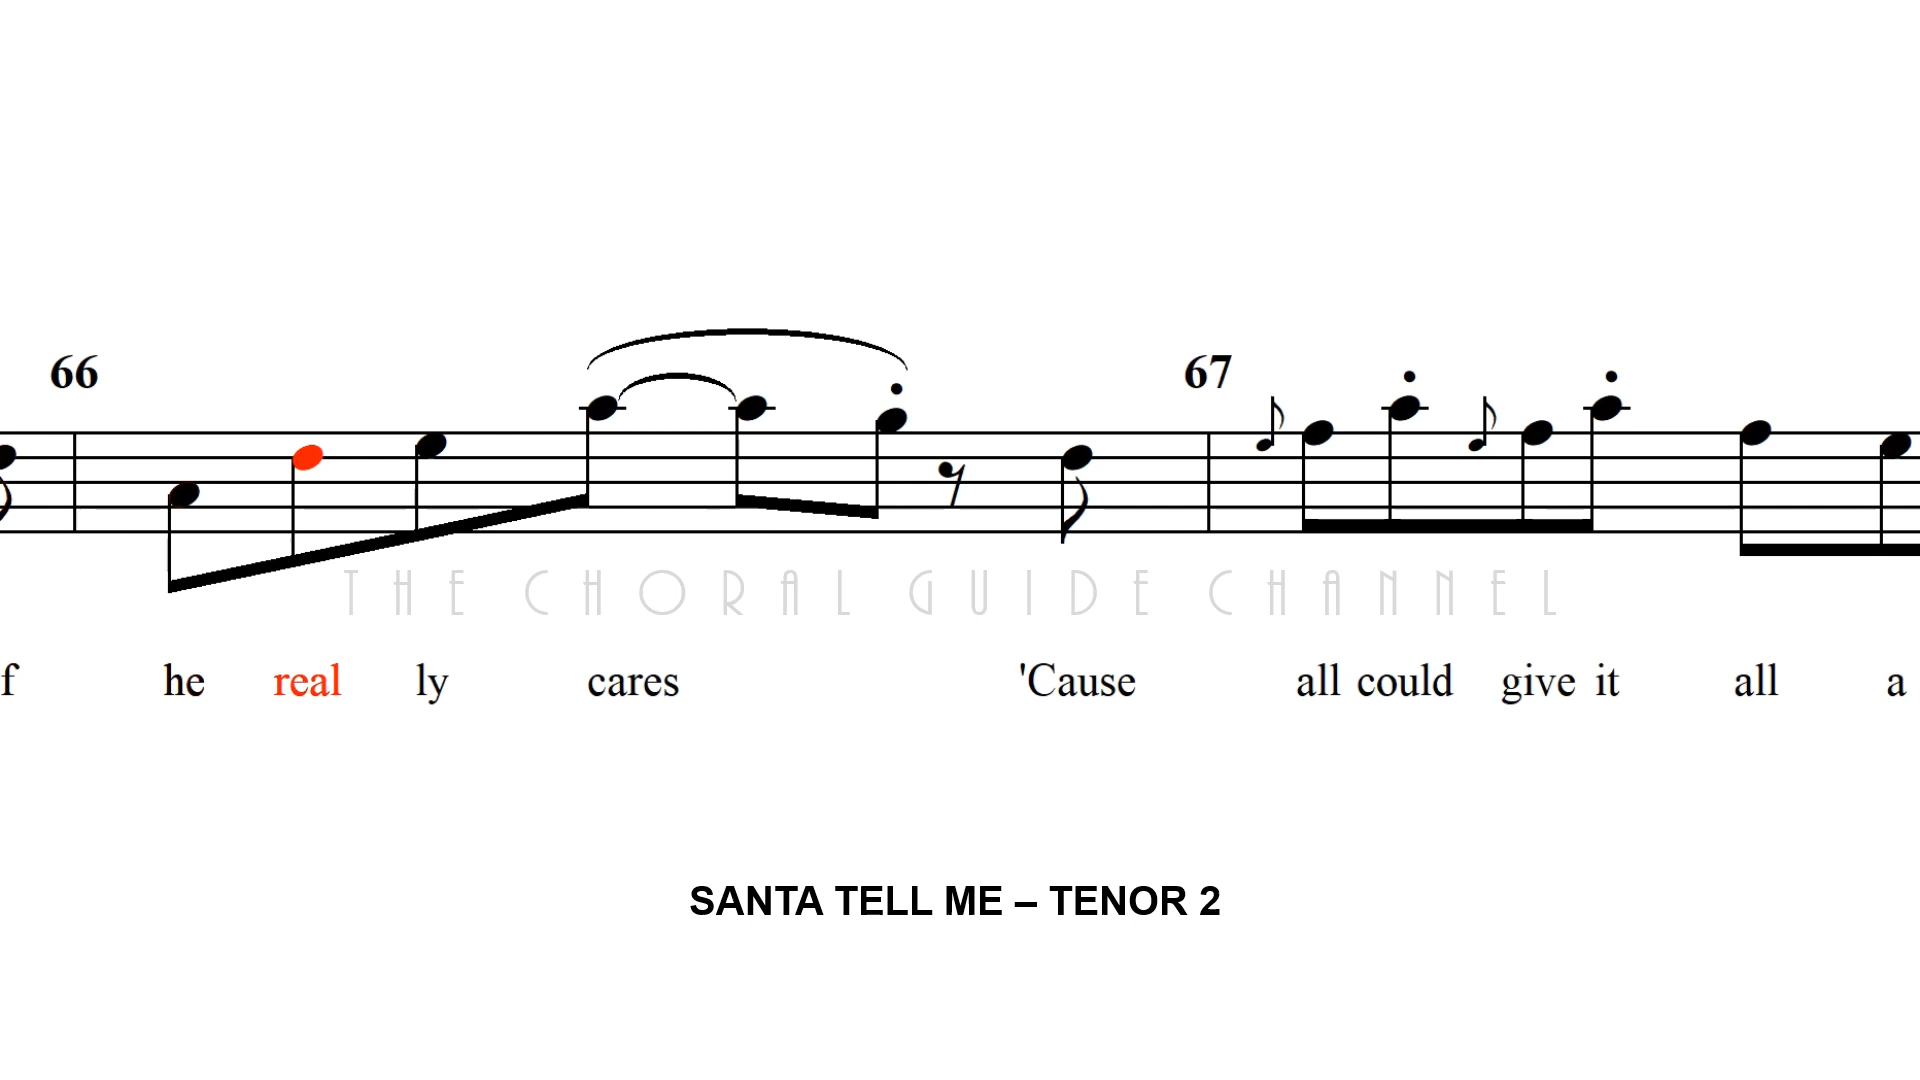 66 67
THE CHORAL GUIDE CHANNEL
f he real ly cares 'Cause all could give it all a
SANTA TELL ME – TENOR 2